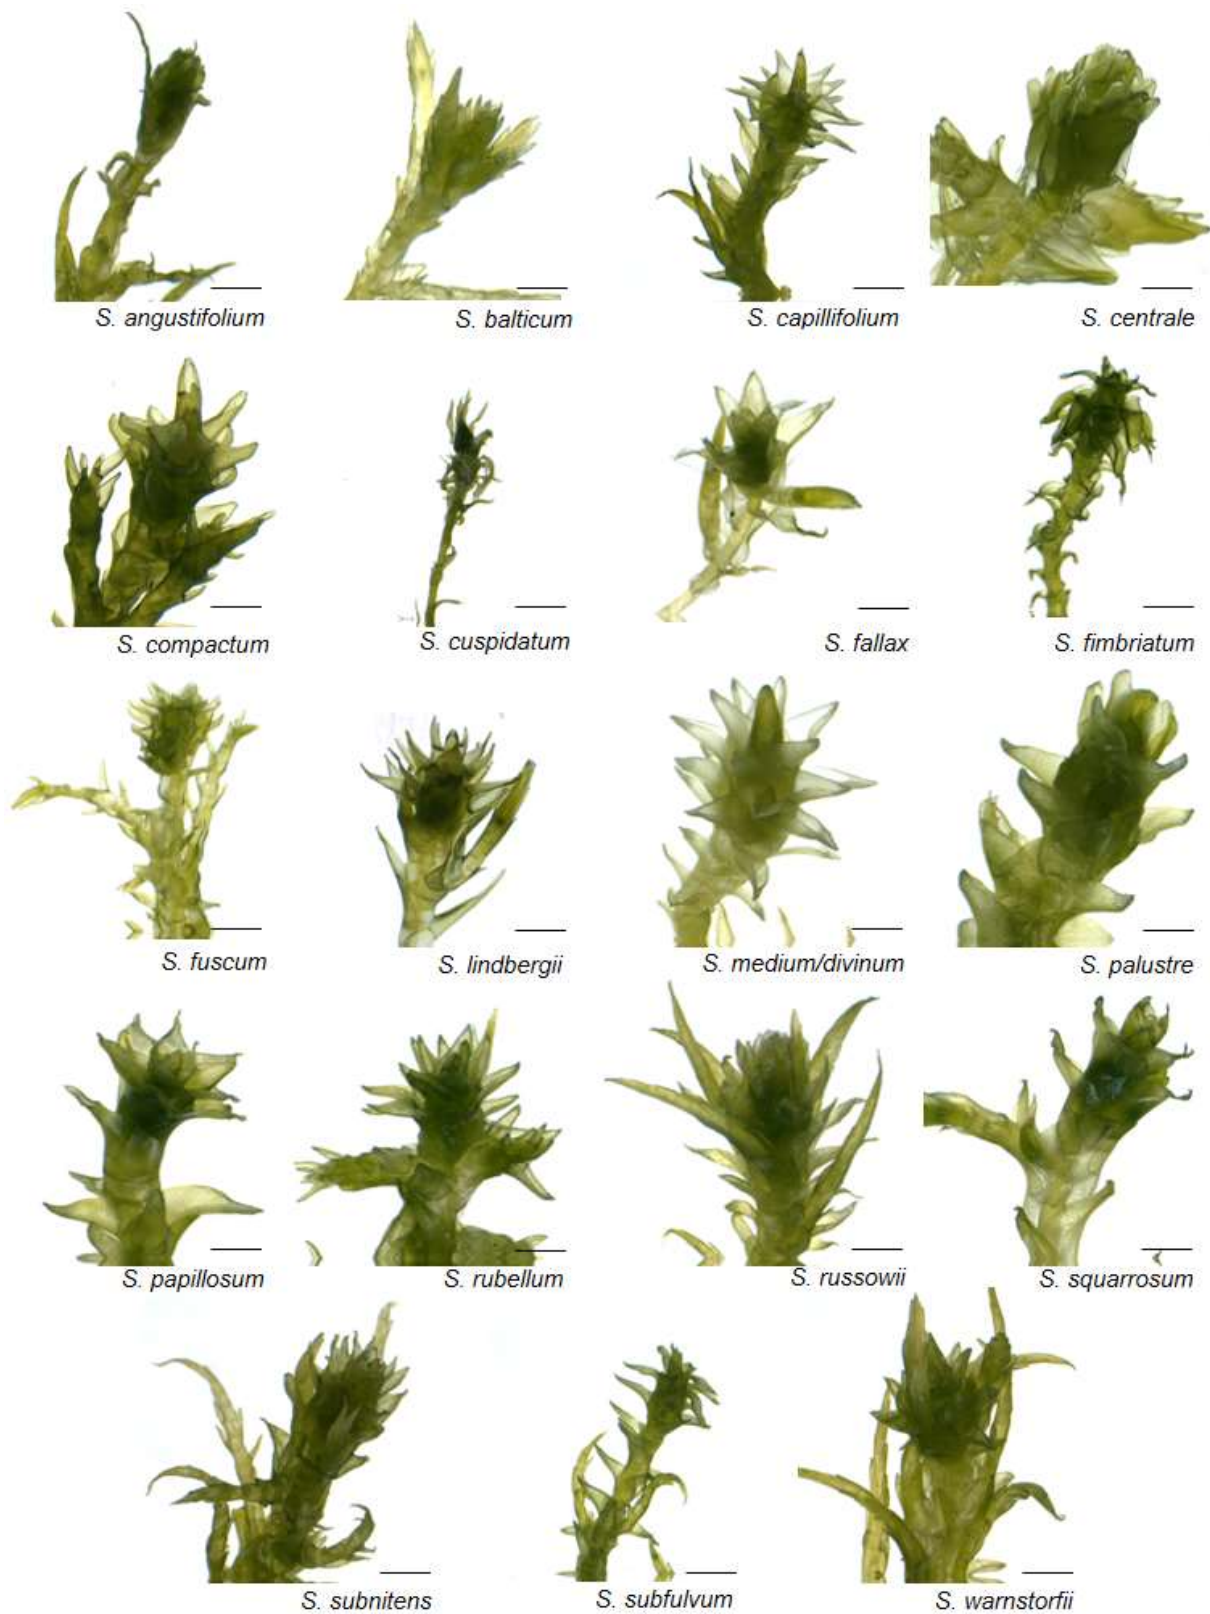 S. angustifolium
S. balticum
S. capillifolium
S. centrale
S. compactum
S. cuspidatum
S. fallax
S. fimbriatum
S. fuscum
S. lindbergii
S. medium/divinum
S. palustre
S. papillosum
S. rubellum
S. russowii
S. squarrosum
S. subnitens
S. subfulvum
S. warnstorfii